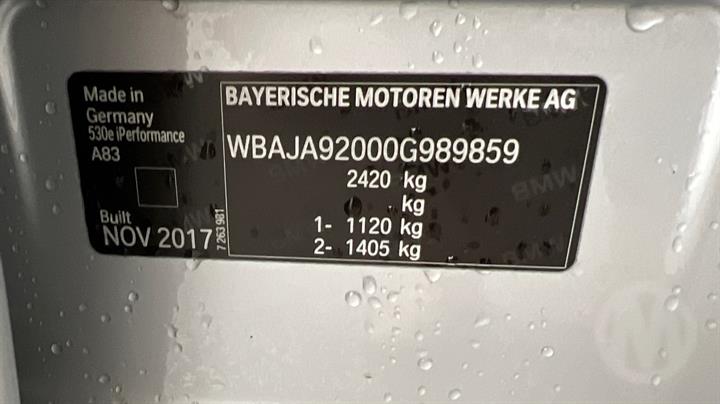 Made in
Germany
530e iPerformance
A83
Built
NOV 2017
7 263 981
BAYERISCHE MOTOREN WERKE AG
WBAJA92000G989859
2420 kg
kg
1- 1120 kg
2- 1405 kg
BMW
M